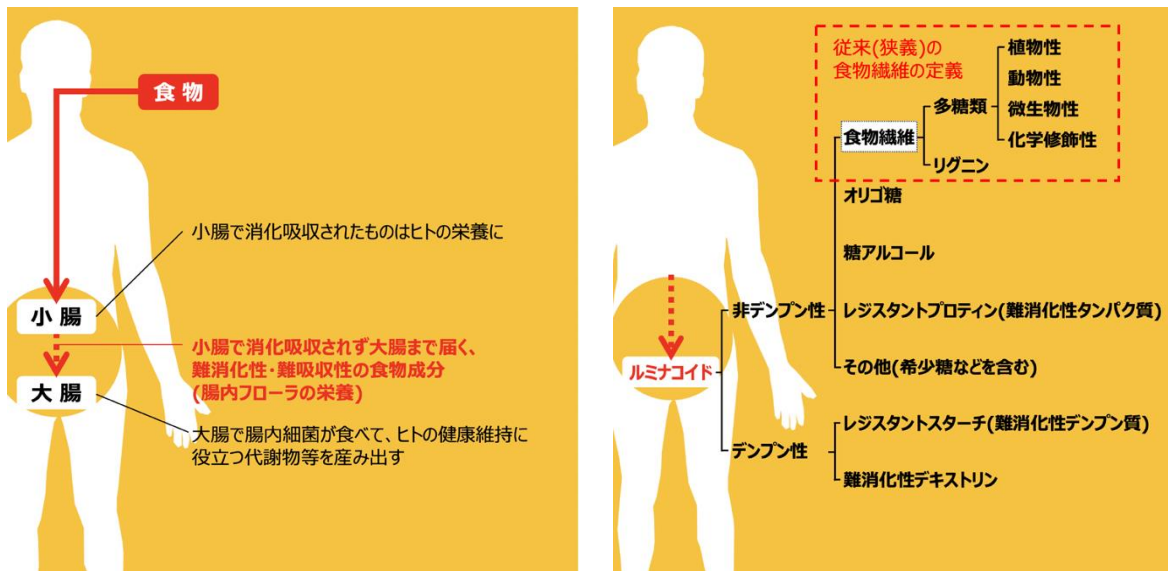 食物
小腸で消化吸収されたものはヒトの栄養に
小腸
小腸で消化吸収されず大腸まで届く、
難消化性・難吸収性の食物成分
(腸内フローラの栄養)
大腸
大腸で腸内細菌が食べて、ヒトの健康維持に
役立つ代謝物等を産み出す
従来(狭義)の
食物繊維の定義
植物性
動物性
多糖類
微生物性
食物繊維
化学修飾性
リグニン
オリゴ糖
糖アルコール
非デンプン性
レジスタントプロティン(難消化性タンパク質)
ルミナコイド
その他(希少糖などを含む)
レジスタントスターチ(難消化性デンプン質)
デンプン性
難消化性デキストリン